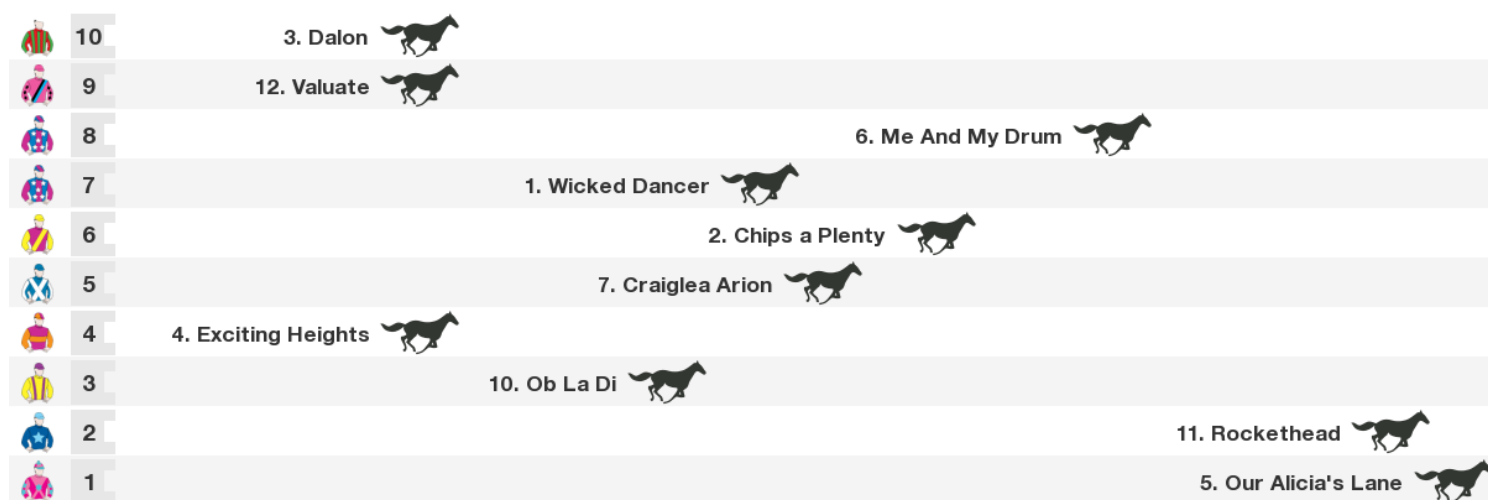 10 3. Dalon
9 12. Valuate
8 6. Me And My Drum
7 1. Wicked Dancer
6 2. Chips a Plenty
5 7. Craiglea Arion
4 4. Exciting Heights
3 10. Ob La Di
2 11. Rockethead
1 5. Our Alicia's Lane